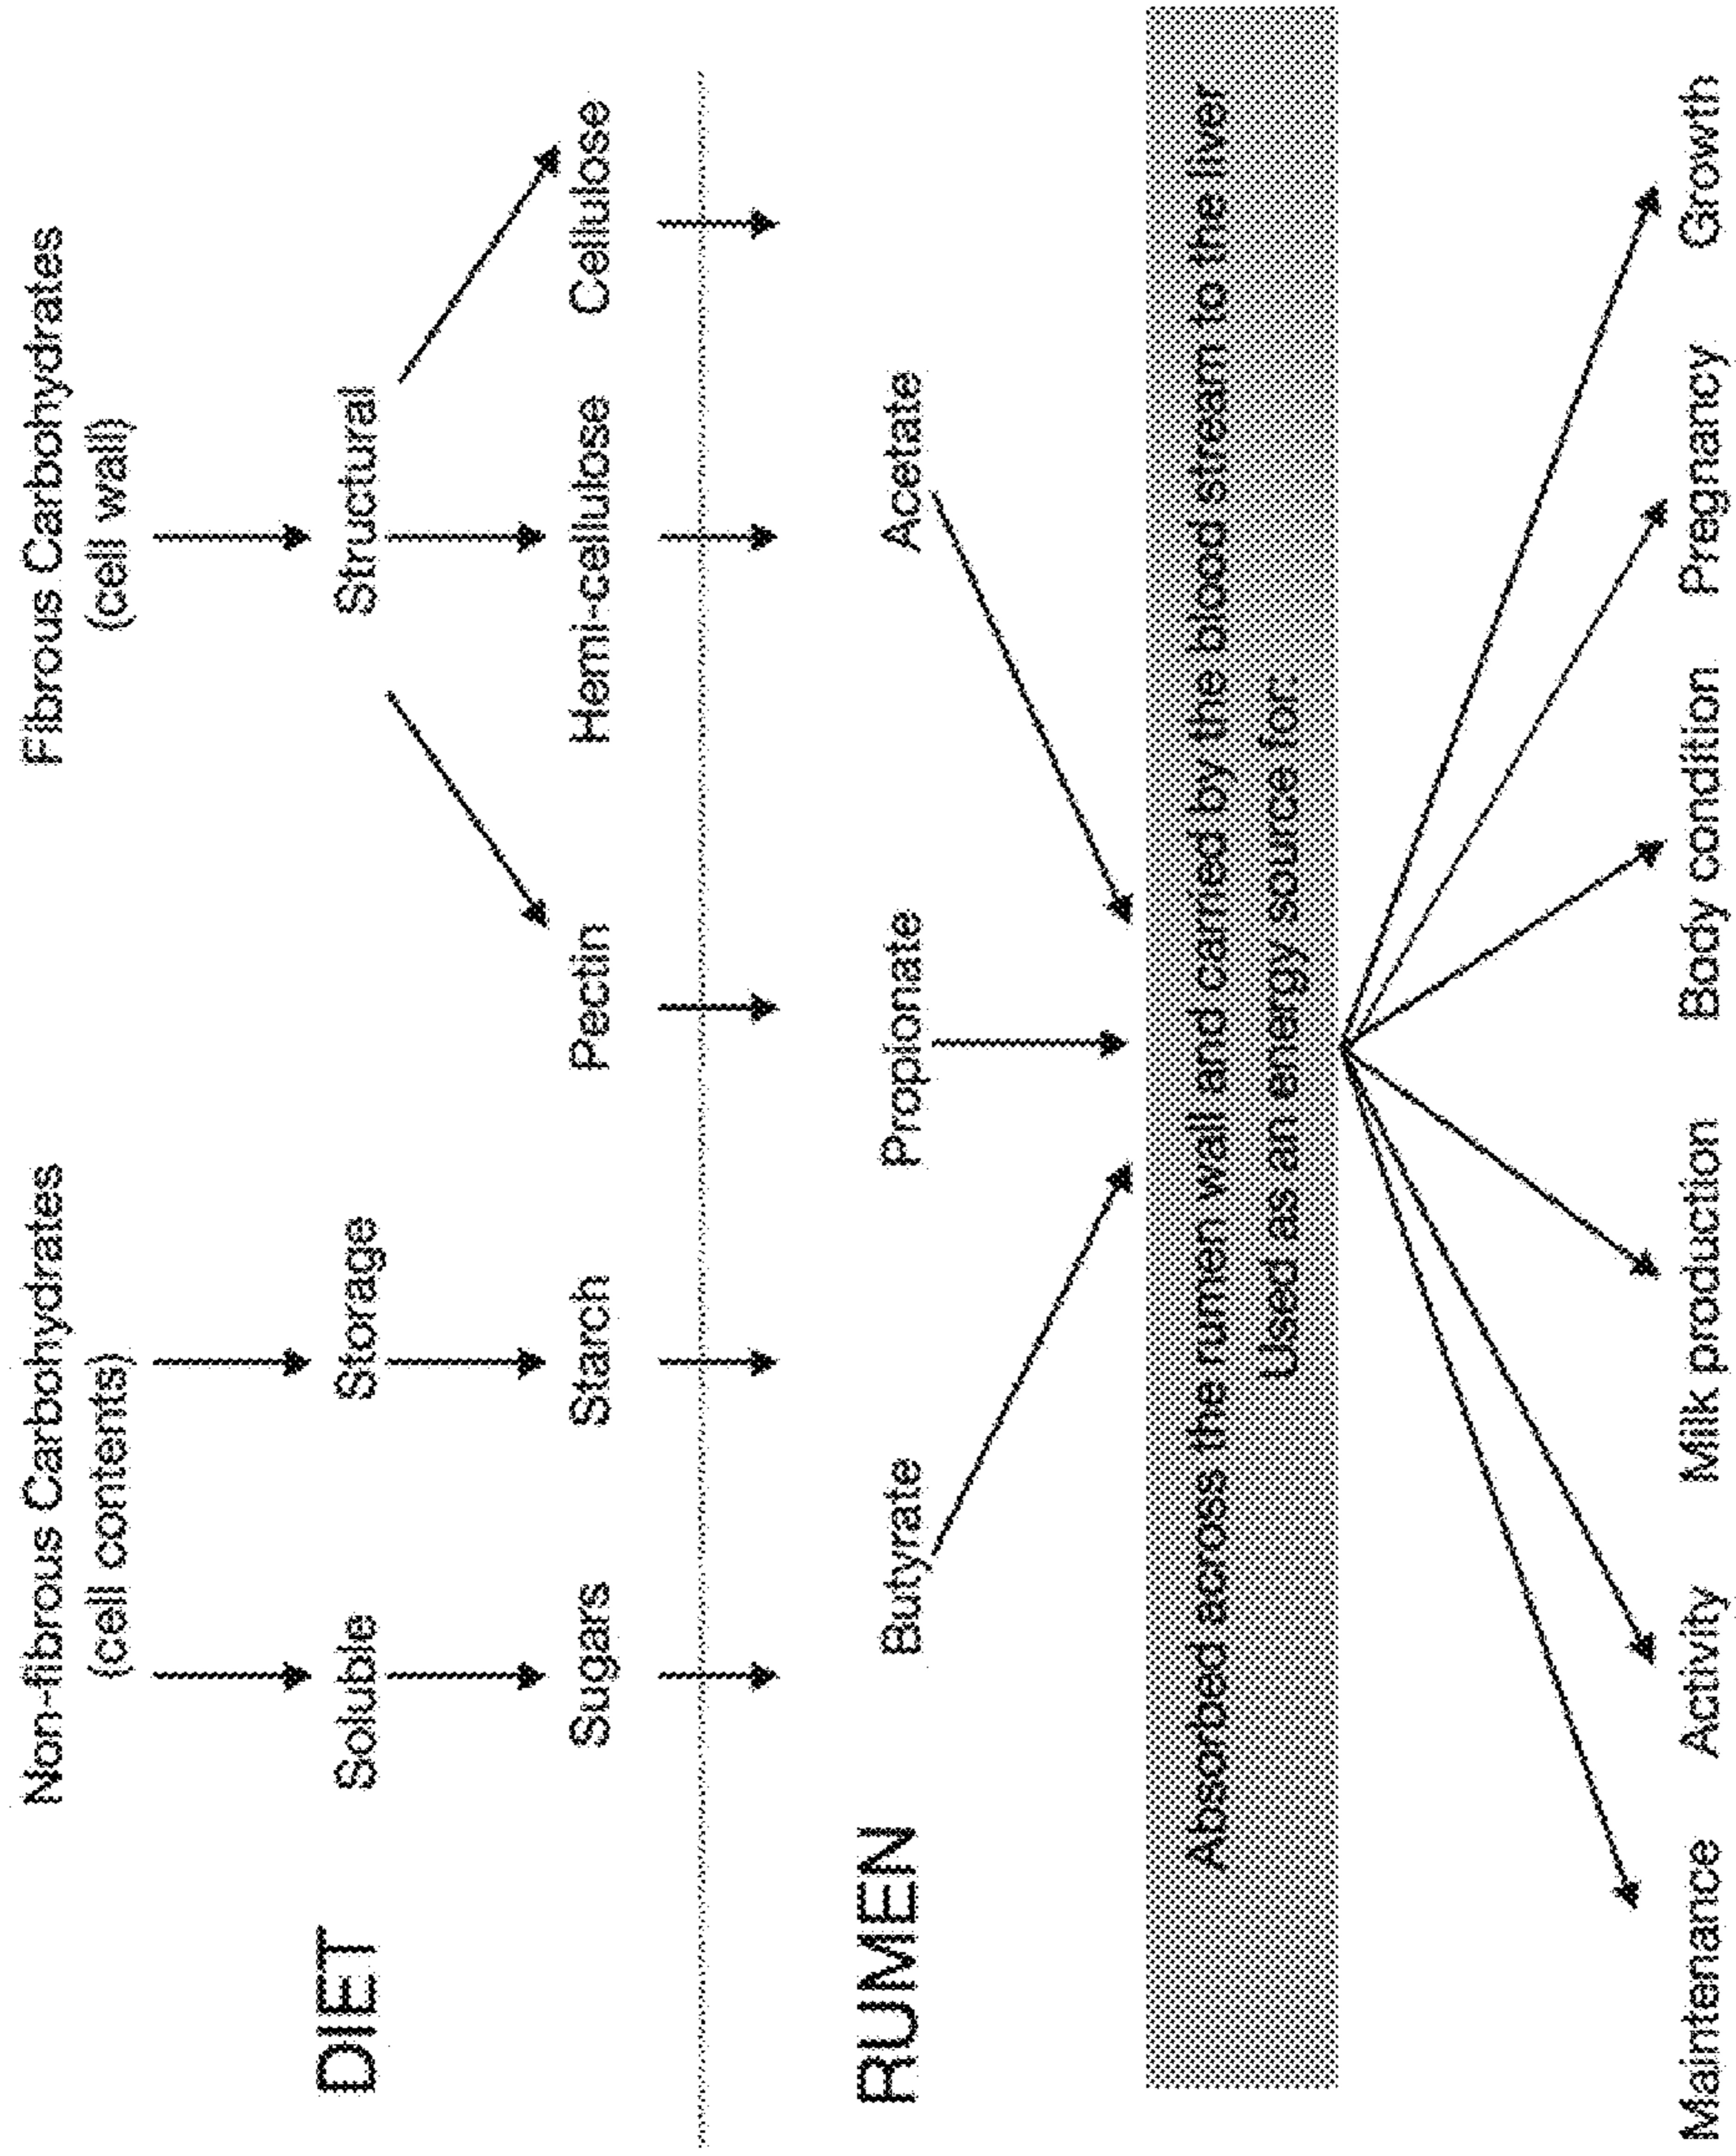 Non-fibrous Carbohydrates
(cell contents)
Fibrous Carbohydrates
(cell wall)
DIET
Soluble
Storage
Structural
Sugars
Starch
Pectin
Hemi-cellulose
Cellulose
RUMEN
Butyrate
Propionate
Acetate
Absorbed across the rumen wall and carried by the blood stream to the liver
Used as an energy source for:
Maintenance
Activity
Milk production
Body condition
Pregnancy
Growth